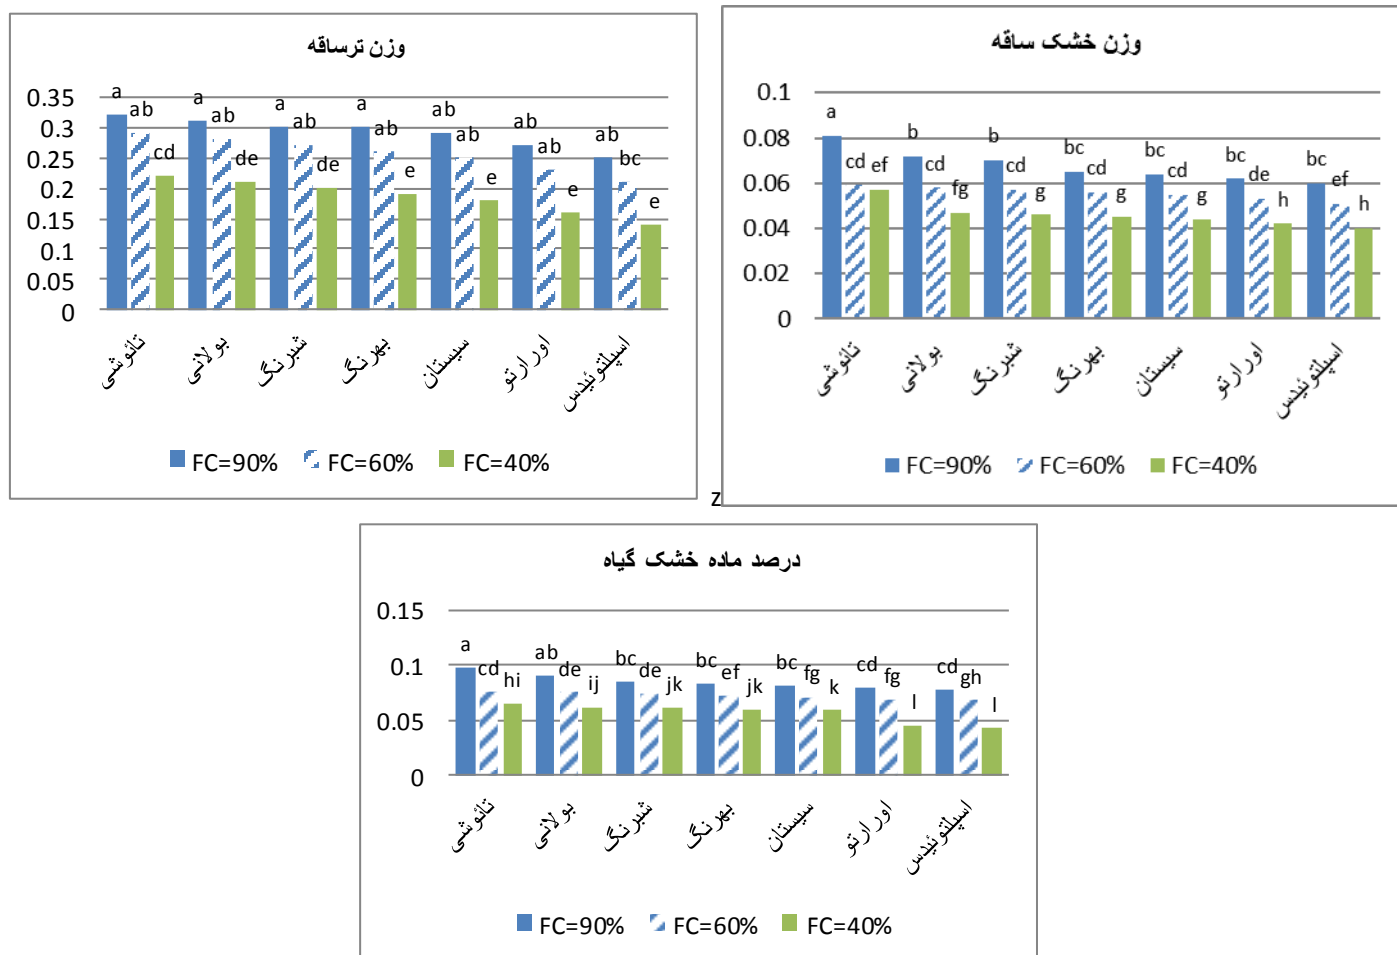 وزن ترساقه
0.35
0.3
0.25
0.2
0.15
0.1
0.05
0
a ab cd a ab de a ab de a ab e ab ab e ab ab e ab bc e
تائوشی بولانی شبرنگ بهرنگ سیستان اورارتو اسپلتوئیدس
FC=90% FC=60% FC=40%
وزن خشک ساقه
0.1
0.08
0.06
0.04
0.02
0
a cd ef b cd fg b cd g bc cd g bc cd g bc de h bc ef h
تائوشی بولانی شبرنگ بهرنگ سیستان اورارتو اسپلتوئیدس
FC=90% FC=60% FC=40%
z
درصد ماده خشک گیاه
0.15
0.1
0.05
0
a cd hi ab de ij bc de jk bc ef jk bc fg k cd fg l cd gh l
تائوشی بولانی شبرنگ بهرنگ سیستان اورارتو اسپلتوئیدس
FC=90% FC=60% FC=40%